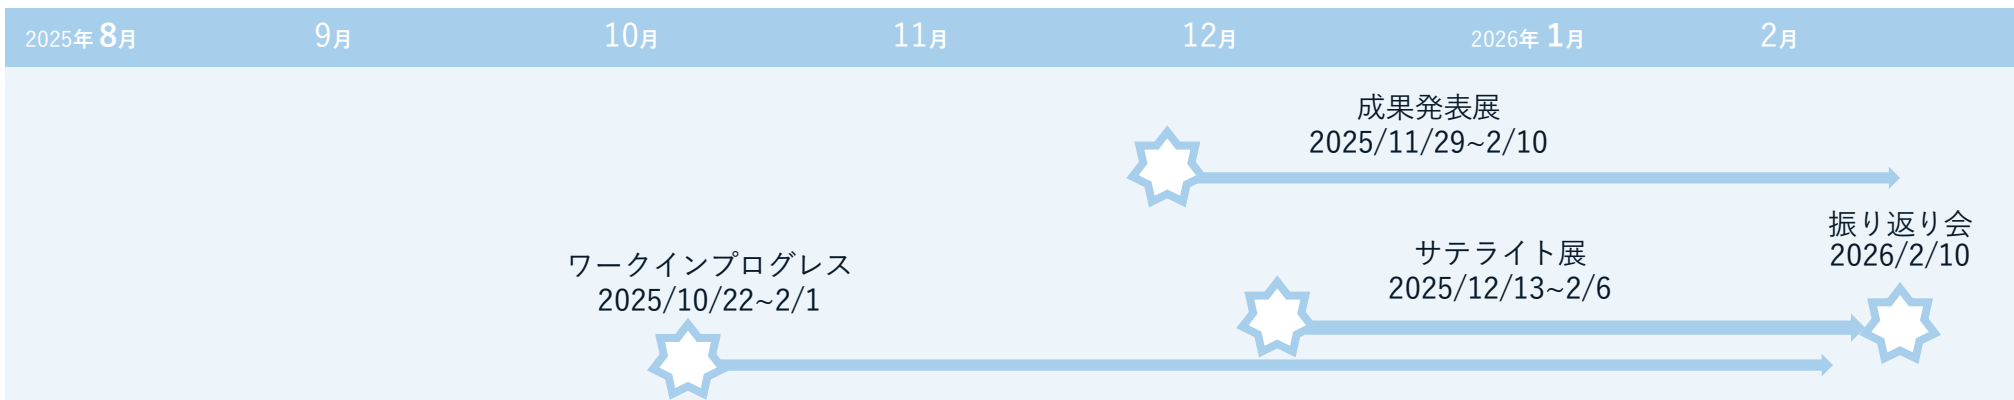 2025年 8月 9月 10月 11月 12月 2026年 1月 2月
成果発表展
2025/11/29~2/10
振り返り会
2026/2/10
サテライト展
2025/12/13~2/6
ワークインプログレス
2025/10/22~2/1